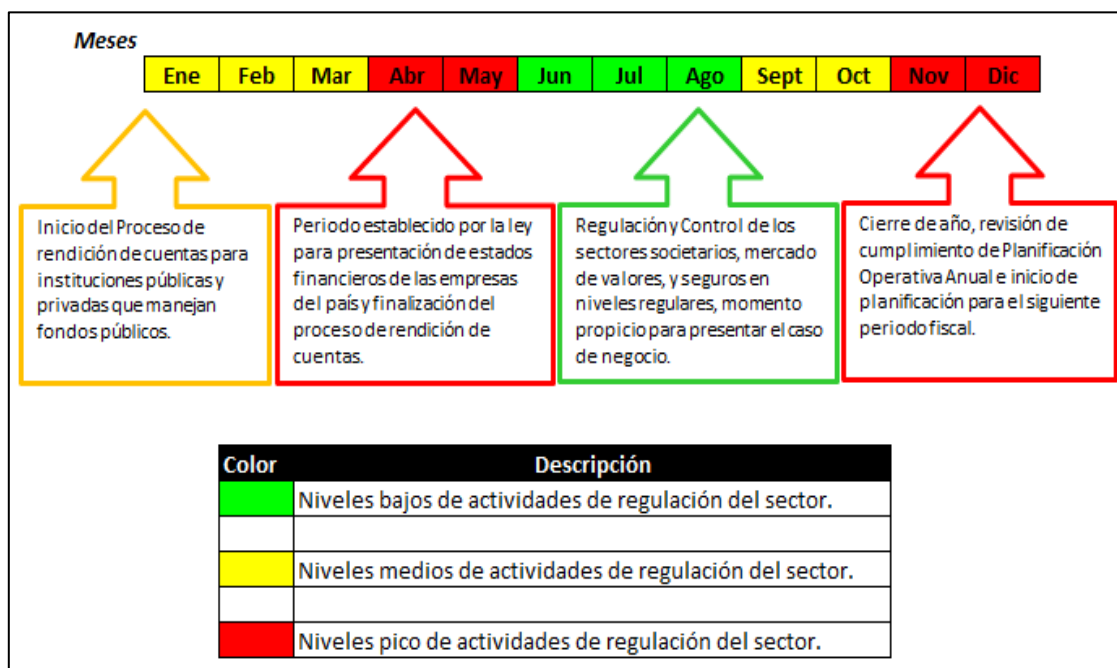 Meses
Ene Feb Mar Abr May Jun Jul Ago Sept Oct Nov Dic
Inicio del Proceso de
rendición de cuentas para
instituciones públicas y
privadas que manejan
fondos públicos.
Periodo establecido por la ley
para presentación de estados
financieros de las empresas
del país y finalización del
proceso de rendición de
cuentas.
Regulación y Control de los
sectores societarios, mercado
de valores, y seguros en
niveles regulares, momento
propicio para presentar el caso
de negocio.
Cierre de año, revisión de
cumplimiento de Planificación
Operativa Anual e inicio de
planificación para el siguiente
periodo fiscal.
Color Descripción
Niveles bajos de actividades de regulación del sector.
Niveles medios de actividades de regulación del sector.
Niveles pico de actividades de regulación del sector.